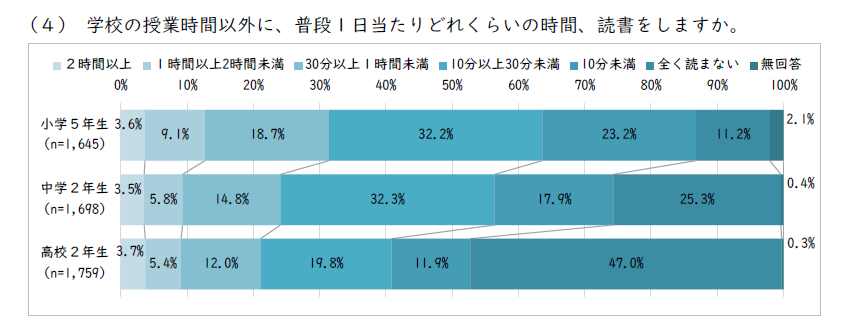 （４） 学校の授業時間以外に、普段１日当たりどれくらいの時間、読書をしますか。
２時間以上 １時間以上2時間未満 30分以上１時間未満 10分以上30分未満 10分未満 全く読まない 無回答
0% 10% 20% 30% 40% 50% 60% 70% 80% 90% 100%
小学５年生 3.6% 9.1% 18.7% 32.2% 23.2% 11.2% 2.1%
(n=1,645)
中学２年生 3.5% 5.8% 14.8% 32.3% 17.9% 25.3% 0.4%
(n=1,698)
高校２年生 3.7% 5.4% 12.0% 19.8% 11.9% 47.0% 0.3%
(n=1,759)